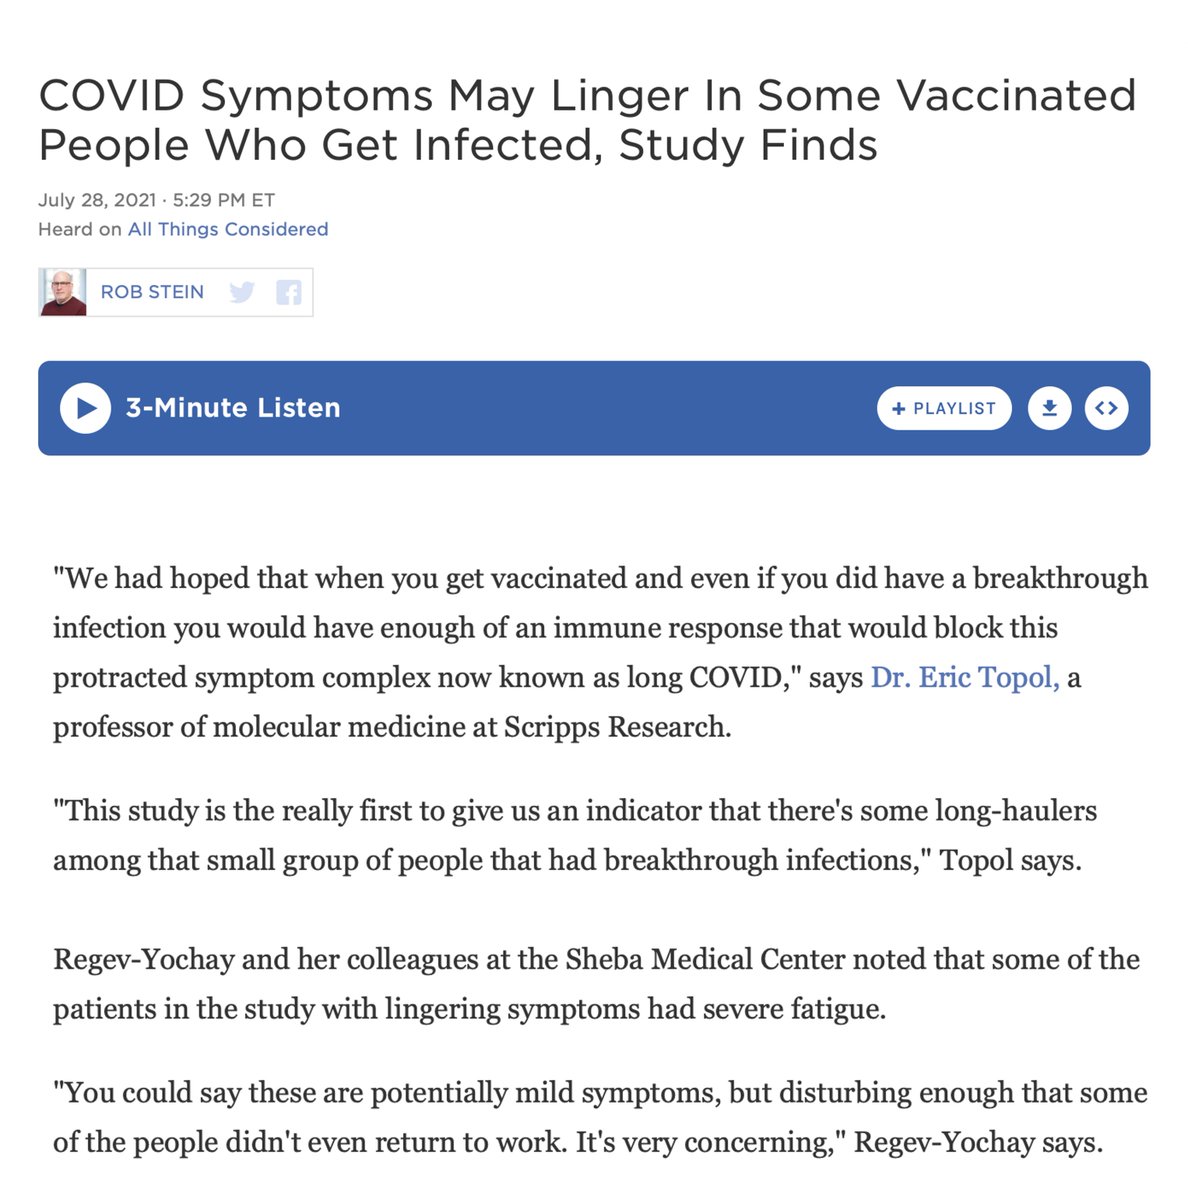 COVID Symptoms May Linger In Some Vaccinated
People Who Get Infected, Study Finds
July 28, 2021 · 5:29 PM ET
Heard on All Things Considered
ROB STEIN
3-Minute Listen
+ PLAYLIST
"We had hoped that when you get vaccinated and even if you did have a breakthrough
infection you would have enough of an immune response that would block this
protracted symptom complex now known as long COVID," says Dr. Eric Topol, a
professor of molecular medicine at Scripps Research.
"This study is the really first to give us an indicator that there's some long-haulers
among that small group of people that had breakthrough infections," Topol says.
Regev-Yochay and her colleagues at the Sheba Medical Center noted that some of the
patients in the study with lingering symptoms had severe fatigue.
"You could say these are potentially mild symptoms, but disturbing enough that some
of the people didn't even return to work. It's very concerning," Regev-Yochay says.